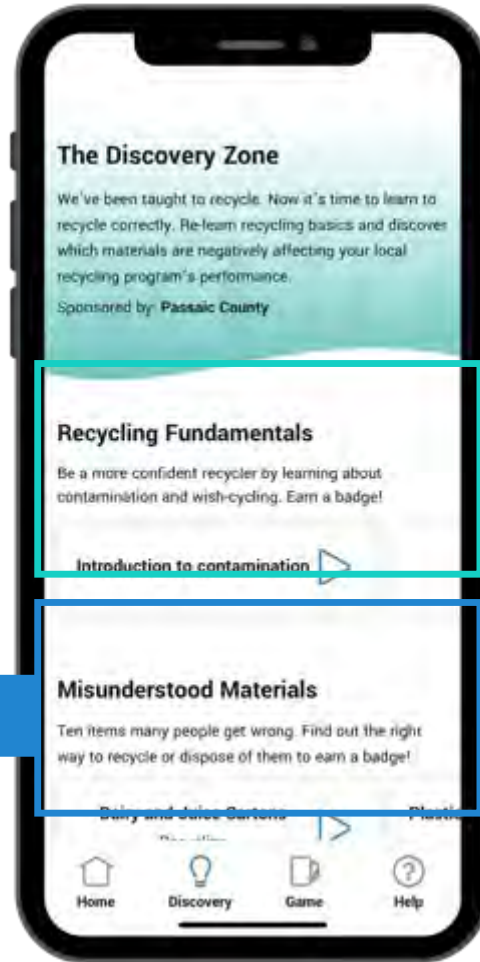 The Discovery Zone
We've been taught to recycle. Now it's time to learn to
recycle correctly. Re-learn recycling basics and discover
which materials are negatively affecting your local
recycling program's performance.
Sponsored by: Passaic County
Recycling Fundamentals
Be a more confident recycler by learning about
contamination and wish-cycling. Earn a badge!
Introduction to contamination
Misunderstood Materials
Ten items many people get wrong. Find out the right
way to recycle or dispose of them to earn a badge!
Dairy and Juice Cartons
Home Discovery Game Help